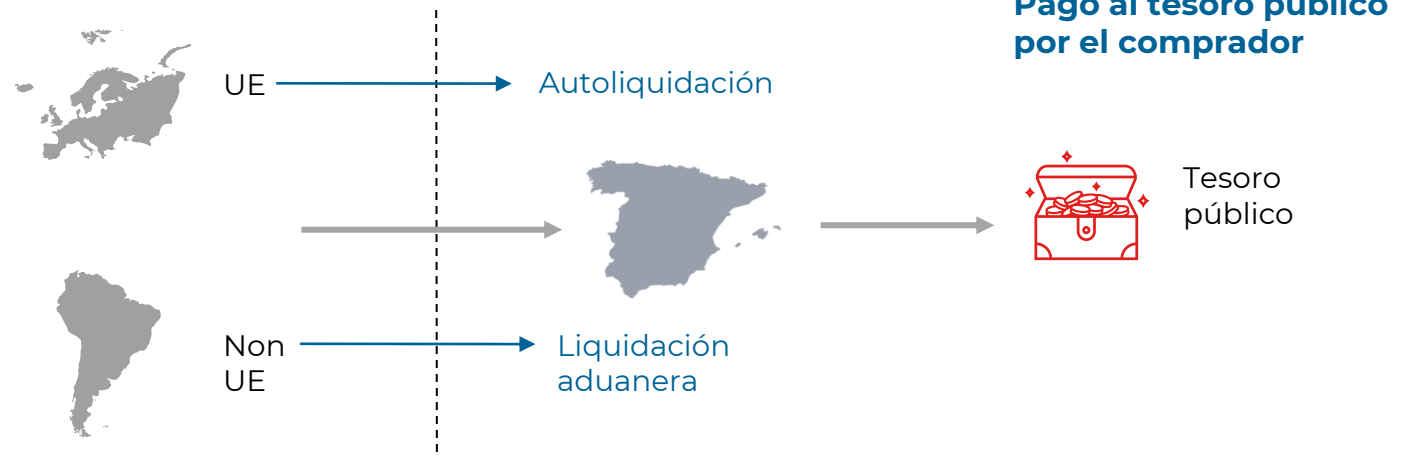 Pago al tesoro público
por el comprador
UE
Autoliquidación
Tesoro
público
Non
UE
Liquidación
aduanera